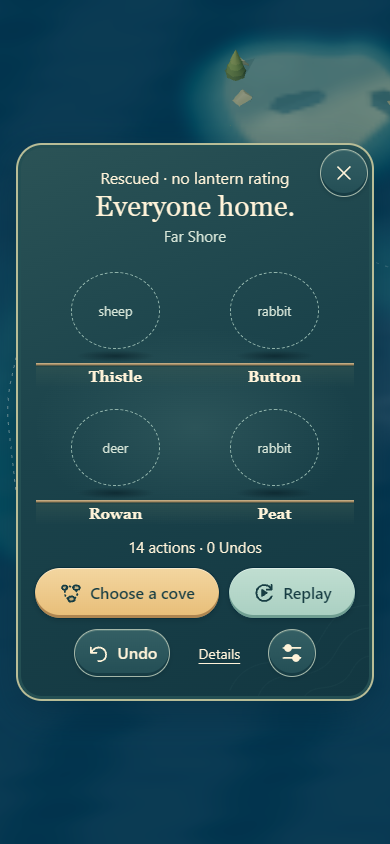 Rescued · no lantern rating
Everyone home.
Far Shore
sheep
rabbit
Thistle
Button
deer
rabbit
Rowan
Peat
14 actions · 0 Undos
Choose a cove
Replay
Undo
Details